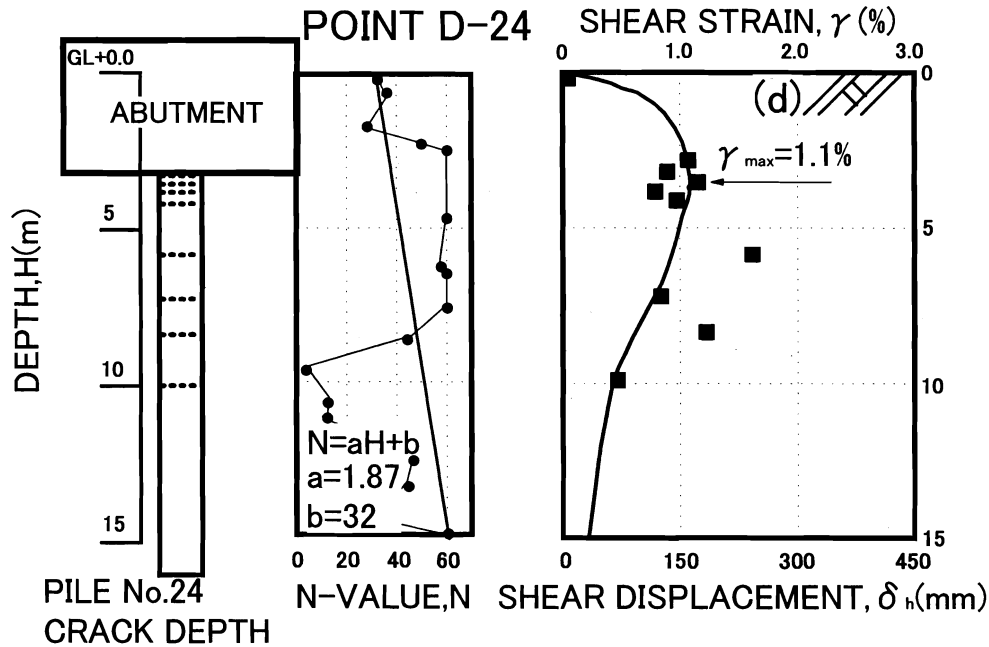 POINT D-24
SHEAR STRAIN, γ (%)
0 1.0 2.0 3.0
GL+0.0
ABUTMENT
(d)
γ max=1.1%
DEPTH,H(m)
5
10
15
N=aH+b
a=1.87
b=32
0
5
10
15
0 20 40 60
0 150 300 450
PILE No.24
CRACK DEPTH
N-VALUE,N
SHEAR DISPLACEMENT, δ h(mm)